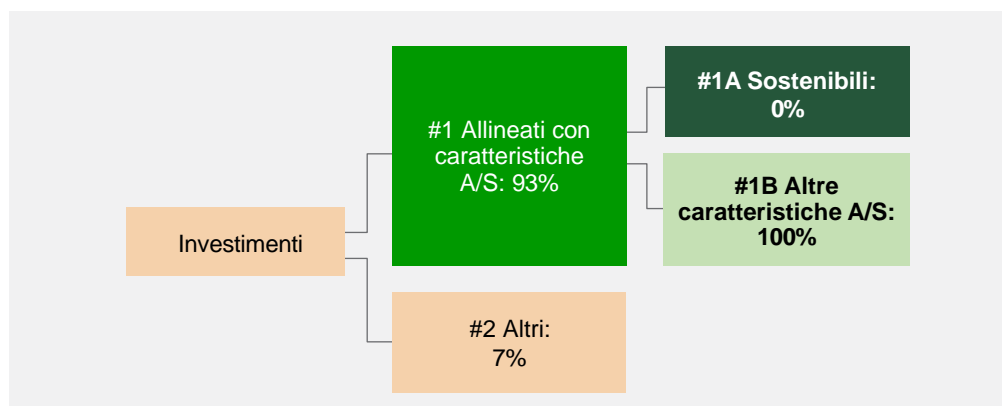 Investimenti
#1 Allineati con
caratteristiche
A/S: 93%
#2 Altri:
7%
#1A Sostenibili:
0%
#1B Altre
caratteristiche A/S:
100%